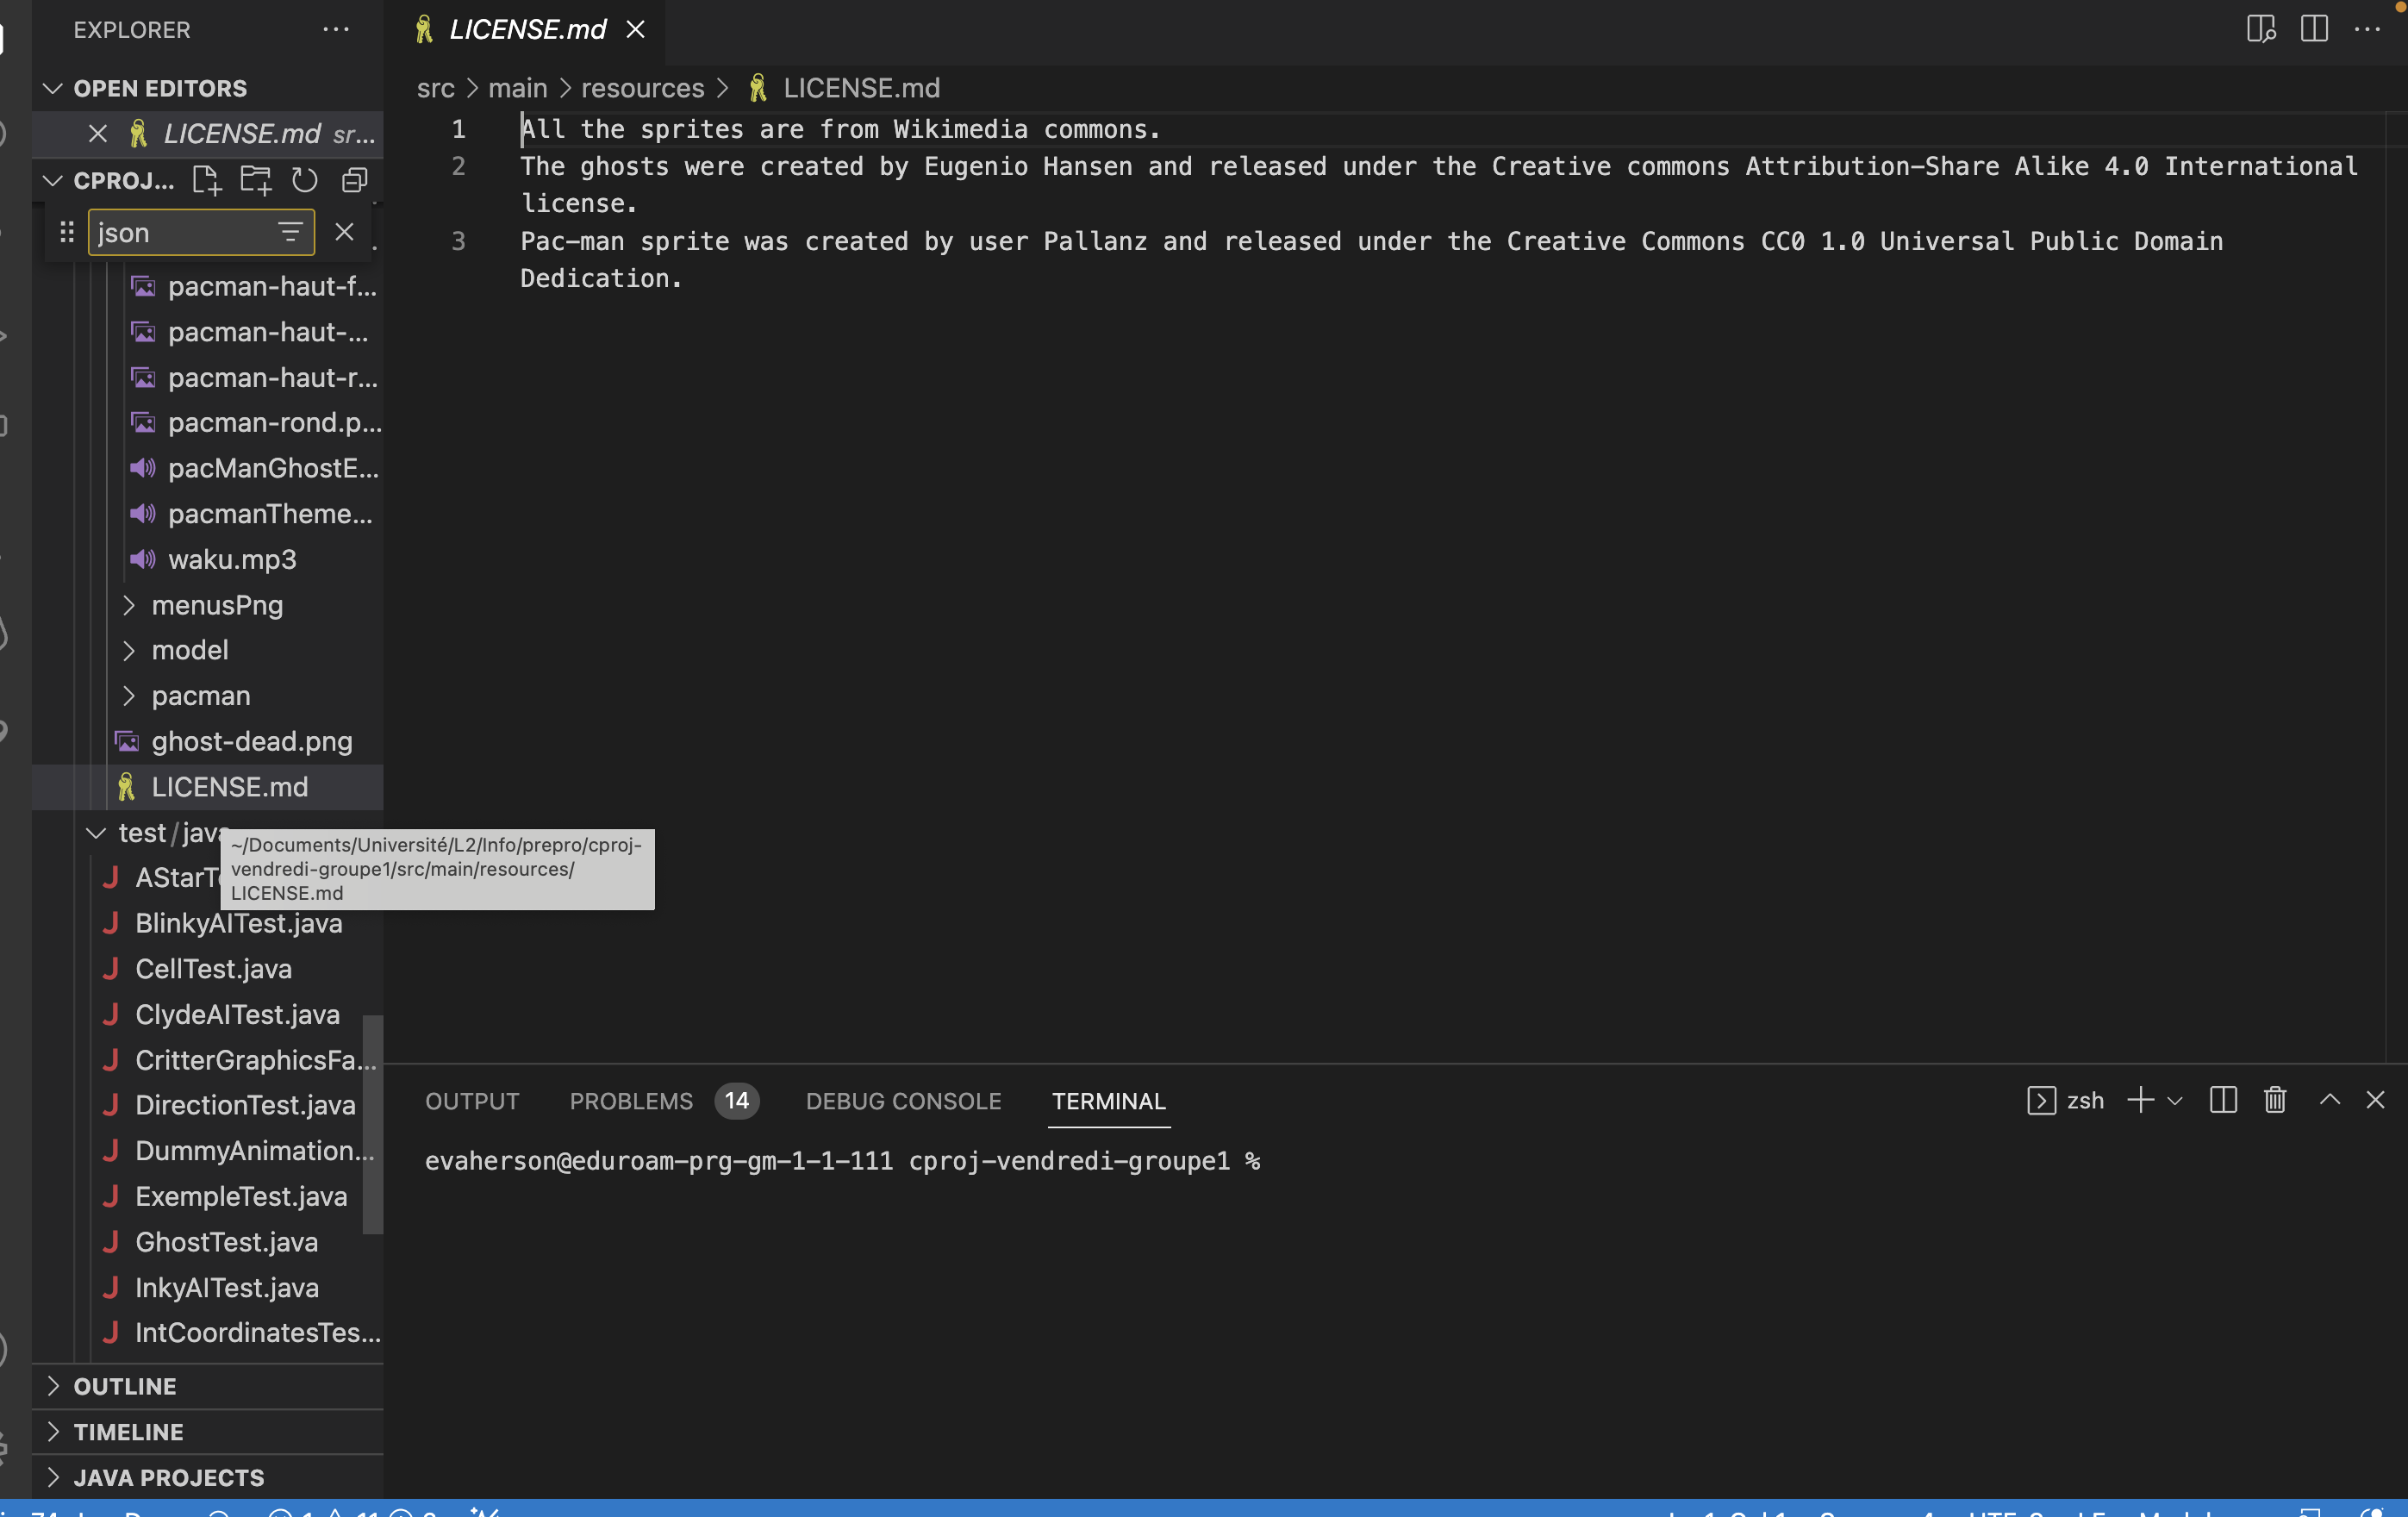 EXPLORER
OPEN EDITORS
LICENSE.md sr...
CPROJ...
json
pacman-haut-f...
pacman-haut-...
pacman-haut-r...
pacman-rond.p...
pacManGhostE...
pacmanTheme...
waku.mp3
menusPng
model
pacman
ghost-dead.png
LICENSE.md
test/java
AStarTe
BlinkyAITest.java
CellTest.java
ClydeAITest.java
CritterGraphicsFa...
DirectionTest.java
DummyAnimation...
ExempleTest.java
GhostTest.java
InkyAITest.java
IntCoordinatesTes...
OUTLINE
TIMELINE
JAVA PROJECTS
~/Documents/Université/L2/Info/prepro/cproj-
vendredi-groupe1/src/main/resources/
LICENSE.md
LICENSE.md
src > main > resources > LICENSE.md
1 All the sprites are from Wikimedia commons.
2 The ghosts were created by Eugenio Hansen and released under the Creative commons Attribution-Share Alike 4.0 International
license.
3 Pac-man sprite was created by user Pallanz and released under the Creative Commons CC0 1.0 Universal Public Domain
Dedication.
OUTPUT PROBLEMS 14 DEBUG CONSOLE TERMINAL zsh
evaherson@eduroam-prg-gm-1-1-111 cproj-vendredi-groupe1 %